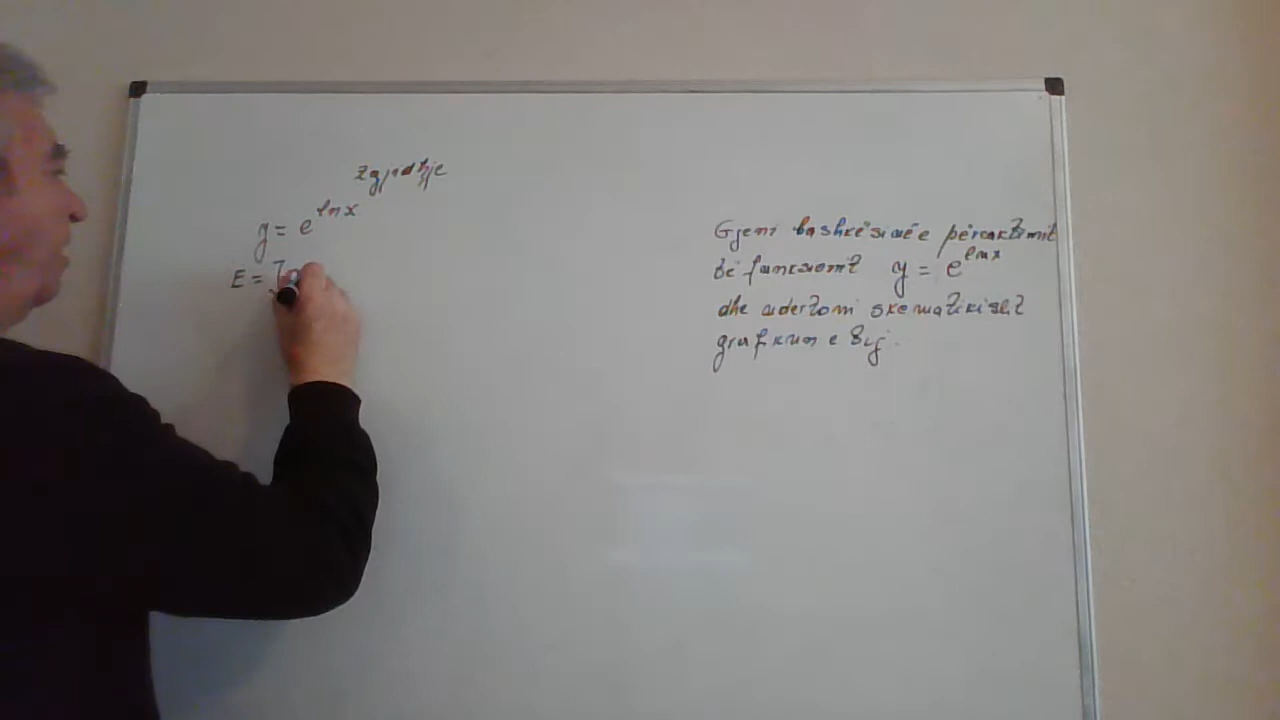 zgjidhje
y = e^lnx
E =
Gjeni bashkësinë e përcaktimit
të funksionit y = e^lnx
dhe ndërtoni skematikisht
grafikun e saj.